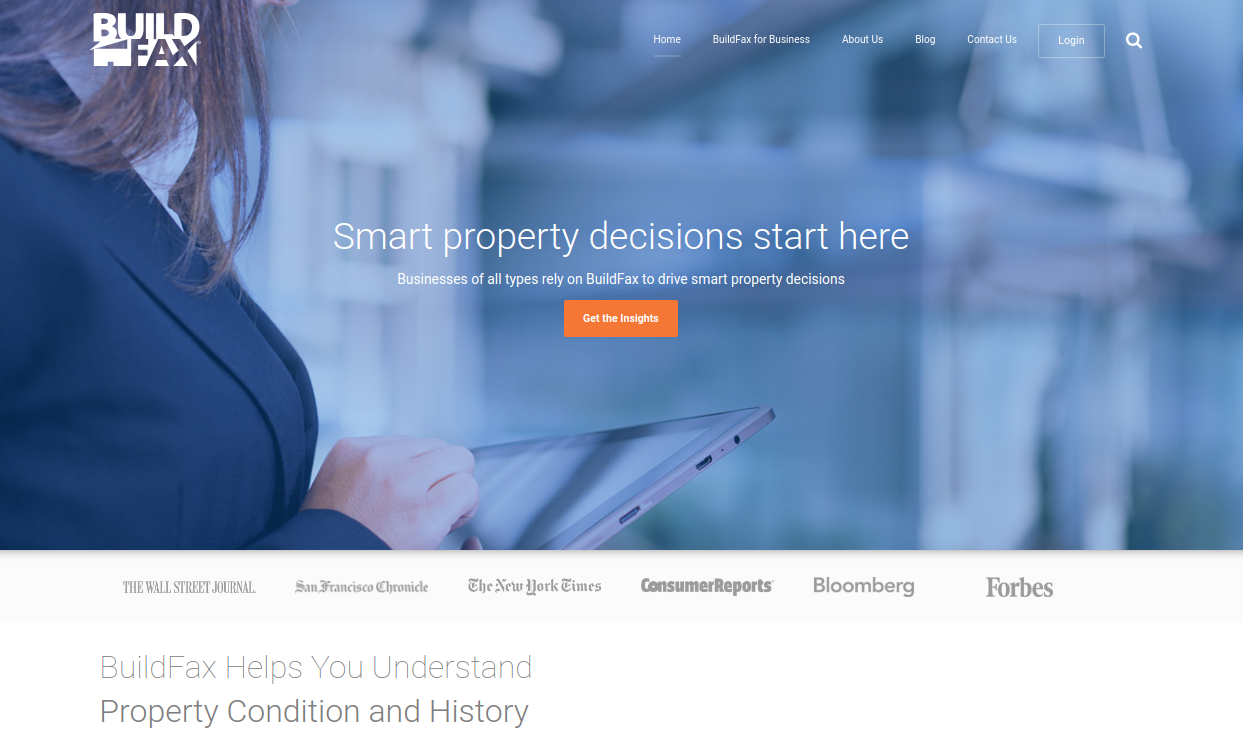 BUILD
FAX
Home
BuildFax for Business
About Us
Blog
Contact Us
Login
Smart property decisions start here
Businesses of all types rely on BuildFax to drive smart property decisions
Get the Insights
THE WALL STREET JOURNAL.
San Francisco Chronicle
The New York Times
ConsumerReports
Bloomberg
Forbes
BuildFax Helps You Understand
Property Condition and History